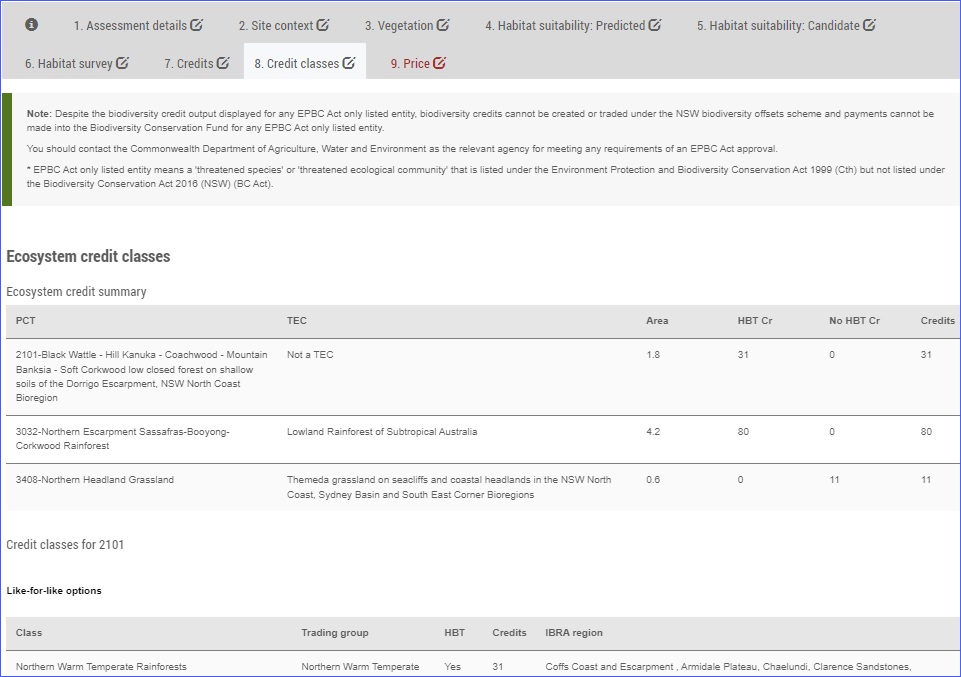 1. Assessment details
2. Site context
3. Vegetation
4. Habitat suitability: Predicted
5. Habitat suitability: Candidate
6. Habitat survey
7. Credits
8. Credit classes
9. Price
Note: Despite the biodiversity credit output displayed for any EPBC Act only listed entity, biodiversity credits cannot be created or traded under the NSW biodiversity offsets scheme and payments cannot be
made into the Biodiversity Conservation Fund for any EPBC Act only listed entity.
You should contact the Commonwealth Department of Agriculture, Water and Environment as the relevant agency for meeting any requirements of an EPBC Act approval.
* EPBC Act only listed entity means a 'threatened species' or 'threatened ecological community' that is listed under the Environment Protection and Biodiversity Conservation Act 1999 (Cth) but not listed under
the Biodiversity Conservation Act 2016 (NSW) (BC Act).
Ecosystem credit classes
Ecosystem credit summary
PCT TEC Area HBT Cr No HBT Cr Credits
2101-Black Wattle - Hill Kanuka - Coachwood - Mountain Not a TEC 1.8 31 0 31
Banksia - Soft Corkwood low closed forest on shallow
soils of the Dorrigo Escarpment, NSW North Coast
Bioregion
3032-Northern Escarpment Sassafras-Booyong- Lowland Rainforest of Subtropical Australia 4.2 80 0 80
Corkwood Rainforest
3408-Northern Headland Grassland Themeda grassland on seacliffs and coastal headlands in the NSW North 0.6 0 11 11
Coast, Sydney Basin and South East Corner Bioregions
Credit classes for 2101
Like-for-like options
Class Trading group HBT Credits IBRA region
Northern Warm Temperate Rainforests Northern Warm Temperate Yes 31 Coffs Coast and Escarpment , Armidale Plateau, Chaelundi, Clarence Sandstones,